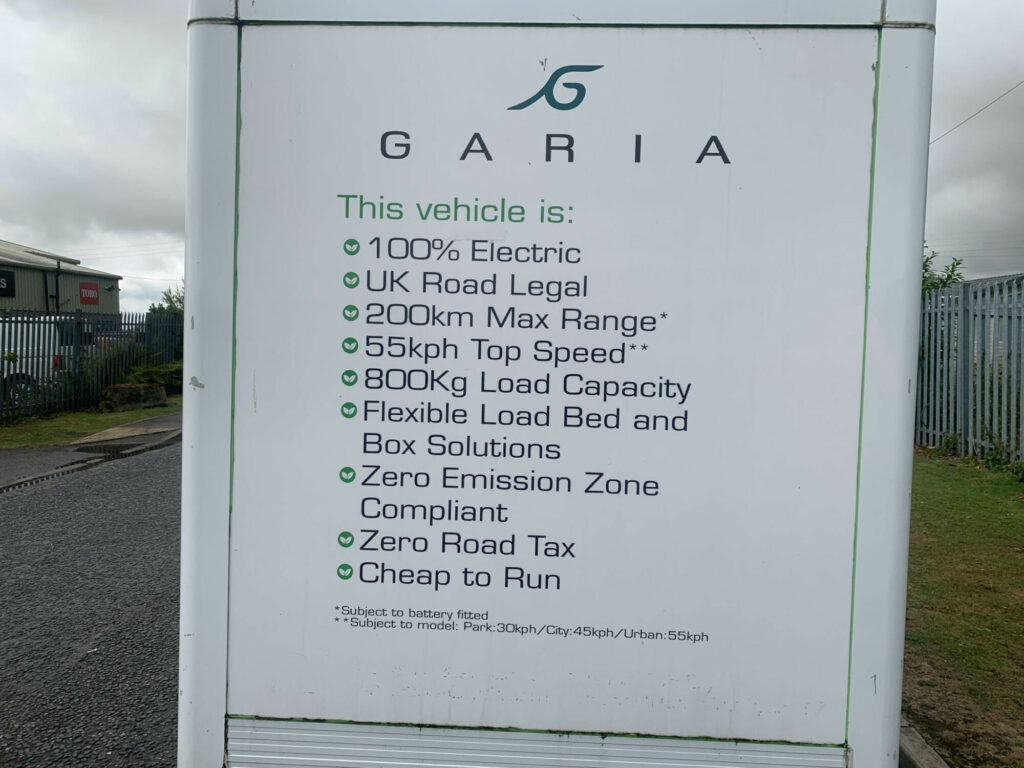 GARIA
This vehicle is:
100% Electric
UK Road Legal
200km Max Range*
55kph Top Speed**
800Kg Load Capacity
Flexible Load Bed and
Box Solutions
Zero Emission Zone
Compliant
Zero Road Tax
Cheap to Run
*Subject to battery fitted
**Subject to model: Park:30kph/City:45kph/Urban:55kph
S
TORO